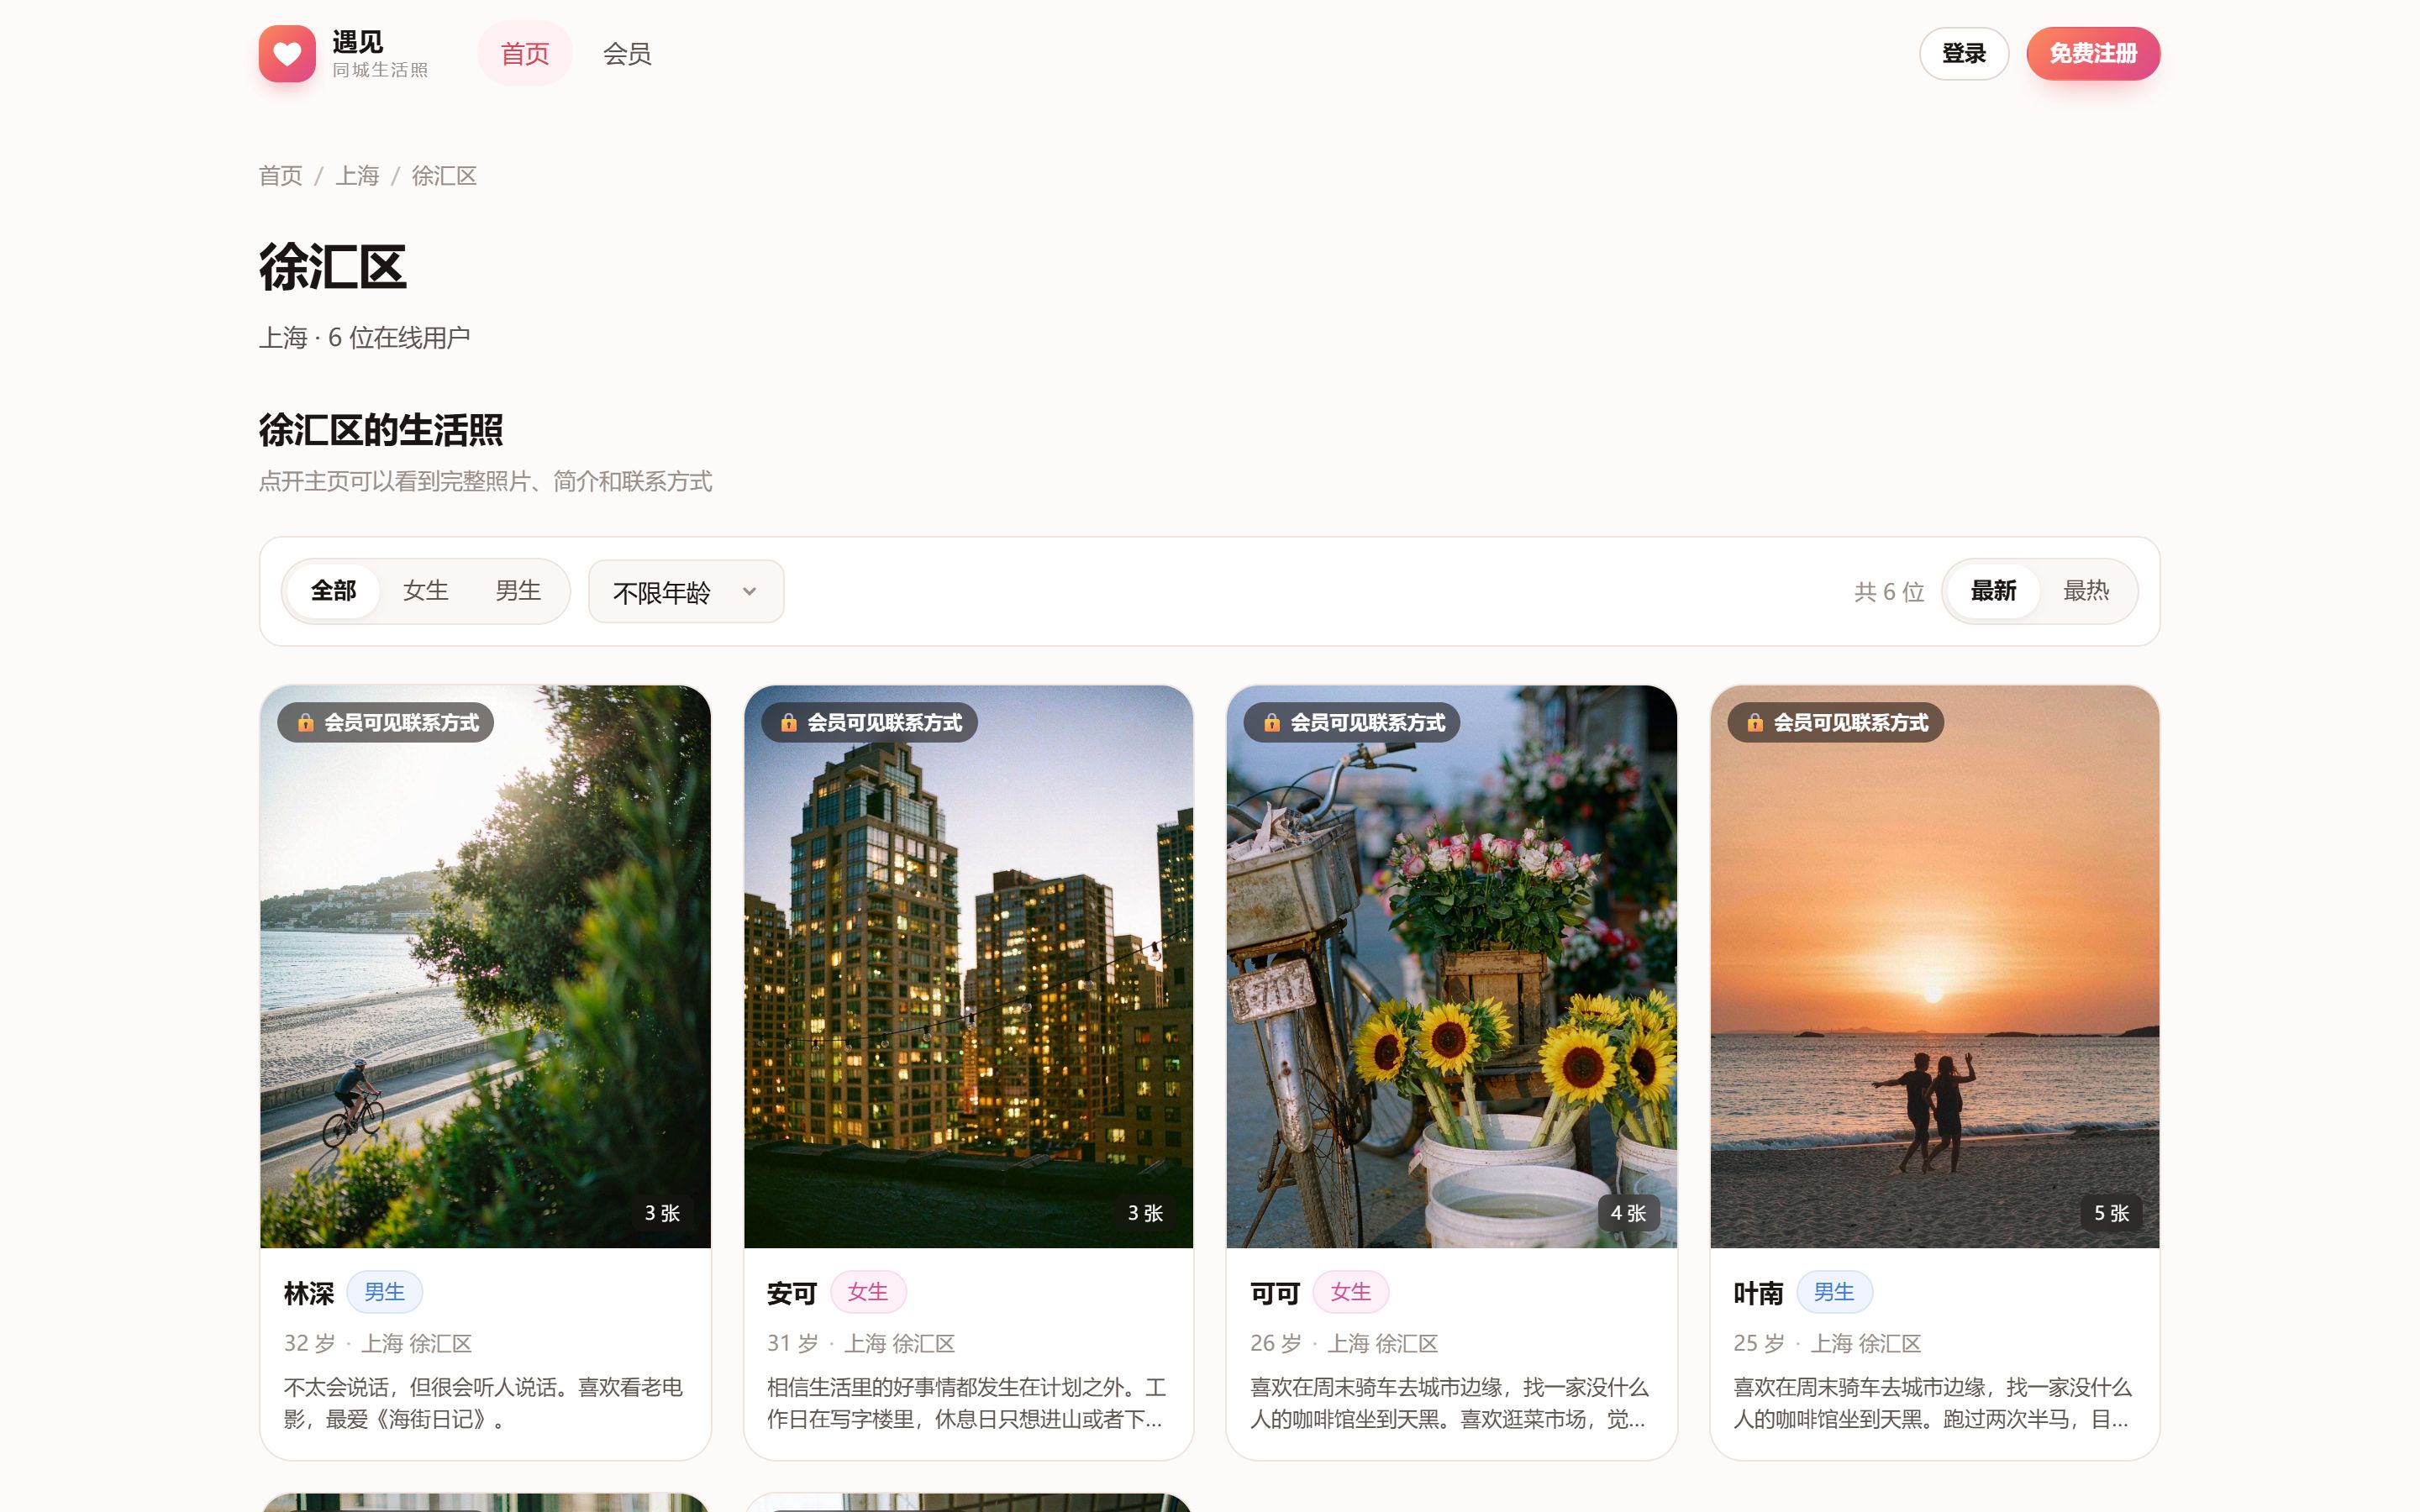 遇见
同城生活照
首页
会员
登录
免费注册
首页 / 上海 / 徐汇区
徐汇区
上海 · 6 位在线用户
徐汇区的生活照
点开主页可以看到完整照片、简介和联系方式
全部
女生
男生
不限年龄
共 6 位
最新
最热
会员可见联系方式
3 张
林深
男生
32 岁 · 上海 徐汇区
不太会说话，但很会听人说话。喜欢看老电
影，最爱《海街日记》。
会员可见联系方式
3 张
安可
女生
31 岁 · 上海 徐汇区
相信生活里的好事情都发生在计划之外。工
作日在写字楼里，休息日只想进山或者下...
会员可见联系方式
4 张
可可
女生
26 岁 · 上海 徐汇区
喜欢在周末骑车去城市边缘，找一家没什么
人的咖啡馆坐到天黑。喜欢逛菜市场，觉...
会员可见联系方式
5 张
叶南
男生
25 岁 · 上海 徐汇区
喜欢在周末骑车去城市边缘，找一家没什么
人的咖啡馆坐到天黑。跑过两次半马，目...